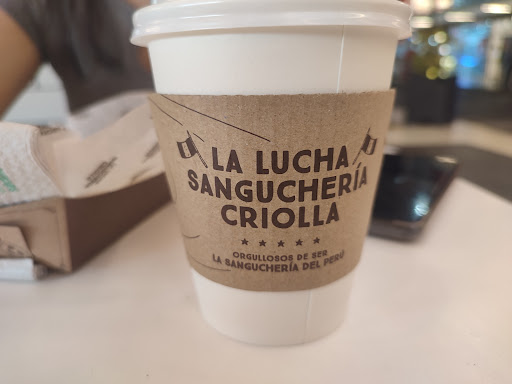 LA LUCHA
SANGUCHERÍA
CRIOLLA
ORGULLOSOS DE SER
LA SANGUCHERÍA DEL PERÚ